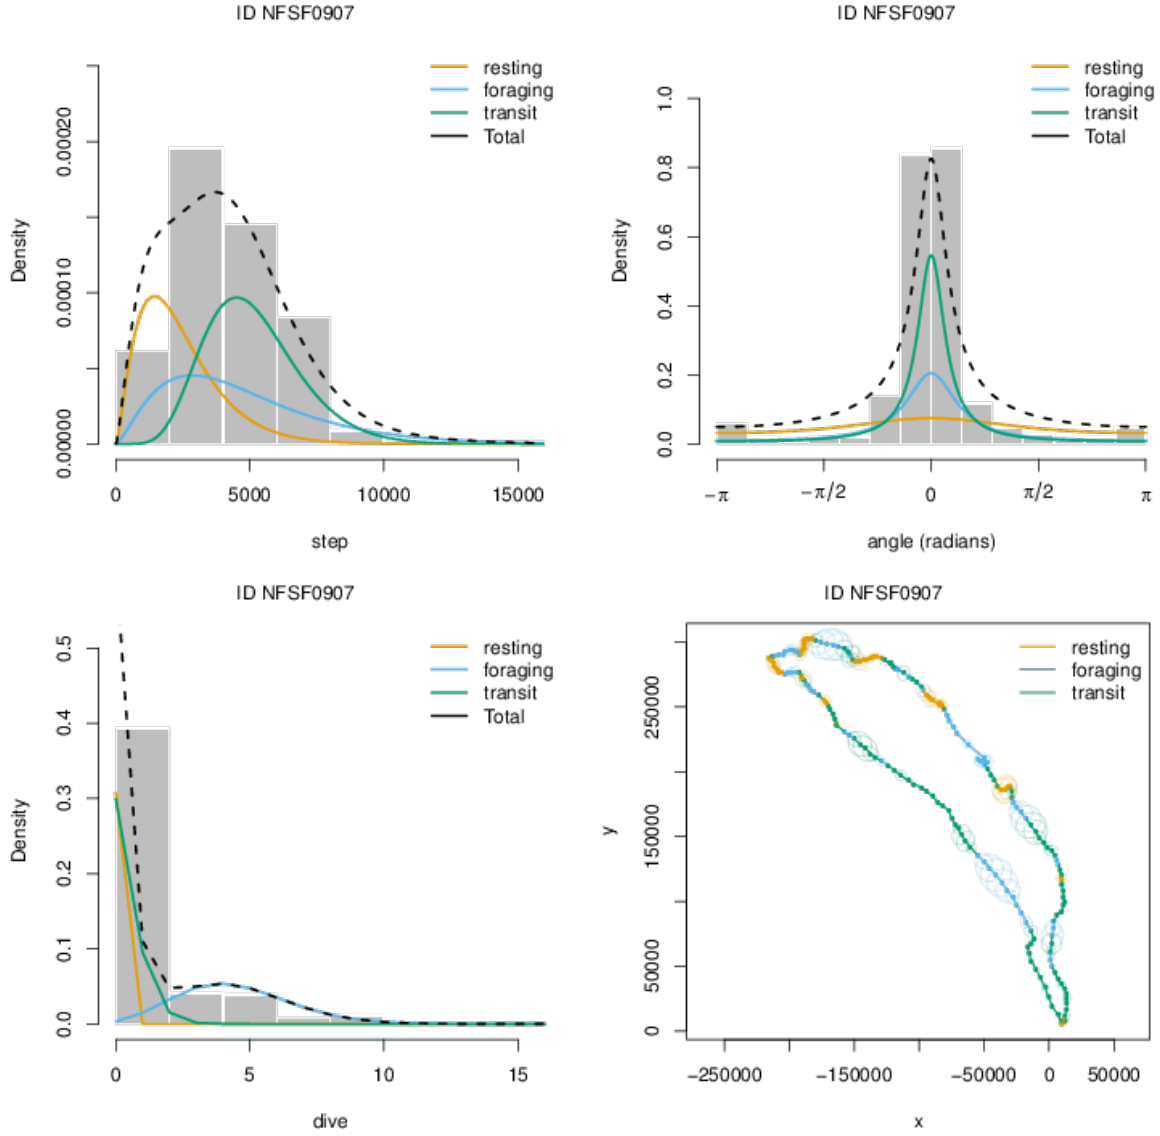 ID NFSF0907
resting
foraging
transit
Total
Density
0.00000
0.00010
0.00020
0
5000
10000
15000
step
ID NFSF0907
resting
foraging
transit
Total
Density
0.0
0.2
0.4
0.6
0.8
1.0
−π
−π/2
0
π/2
π
angle (radians)
ID NFSF0907
resting
foraging
transit
Total
Density
0.0
0.1
0.2
0.3
0.4
0.5
0
5
10
15
dive
ID NFSF0907
resting
foraging
transit
y
0
50000
150000
250000
−250000
−150000
−50000
0
50000
x